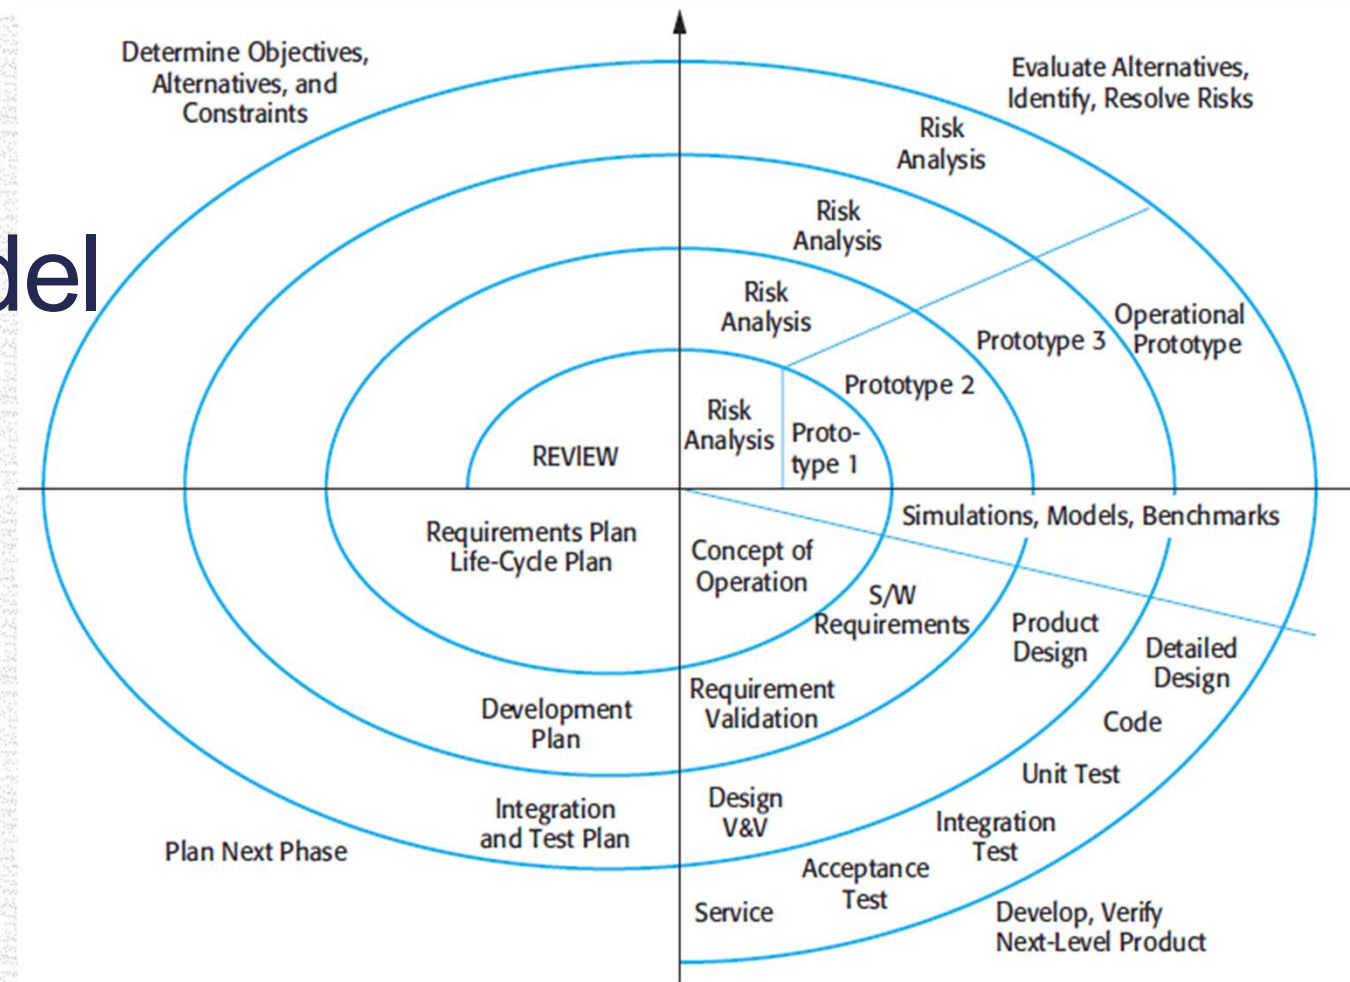 Determine Objectives,
Alternatives, and
Constraints
Evaluate Alternatives,
Identify, Resolve Risks
Risk
Analysis
Risk
Analysis
del
Risk
Analysis
Operational
Prototype
Prototype 3
Prototype 2
Risk
Analysis
Proto-
type 1
REVIEW
Simulations, Models, Benchmarks
Requirements Plan
Life-Cycle Plan
Concept of
Operation
S/W
Requirements
Product
Design
Detailed
Design
Requirement
Validation
Development
Plan
Code
Unit Test
Design
V&V
Integration
and Test Plan
Integration
Test
Plan Next Phase
Acceptance
Test
Service
Develop, Verify
Next-Level Product